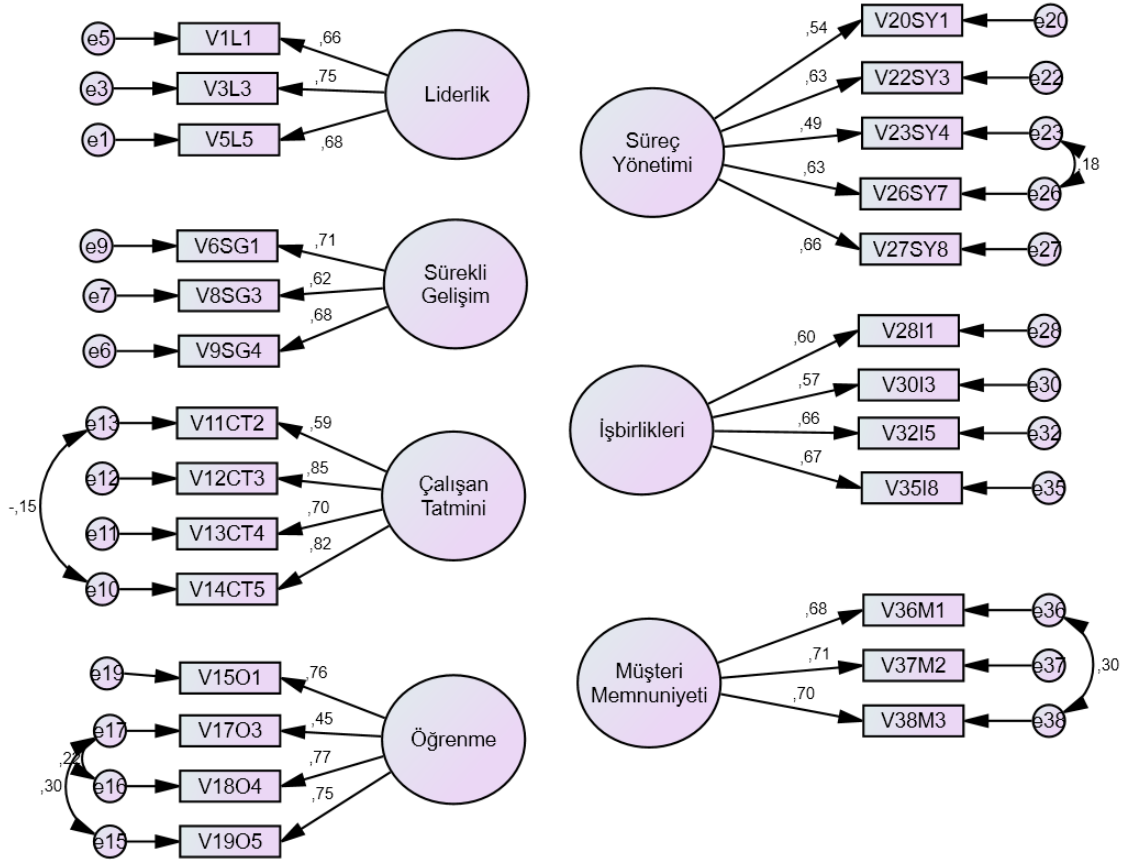 e5
V1L1
,66
e3
V3L3
,75
Liderlik
e1
V5L5
,68
e9
V6SG1
,71
e7
V8SG3
,62
Sürekli
Gelişim
e6
V9SG4
,68
e13
V11CT2
,59
e12
V12CT3
,85
-,15
Çalışan
Tatmini
e11
V13CT4
,70
e10
V14CT5
,82
e19
V15O1
,76
e17
V17O3
,45
,22
,30
Öğrenme
e16
V18O4
,77
e15
V19O5
,75
,54
V20SY1
e20
,63
V22SY3
e22
Süreç
Yönetimi
,49
V23SY4
e23
,18
,63
V26SY7
e26
,66
V27SY8
e27
,60
V28I1
e28
,57
V30I3
e30
İşbirlikleri
,66
V32I5
e32
,67
V35I8
e35
,68
V36M1
e36
Müşteri
Memnuniyeti
,71
V37M2
e37
,30
,70
V38M3
e38